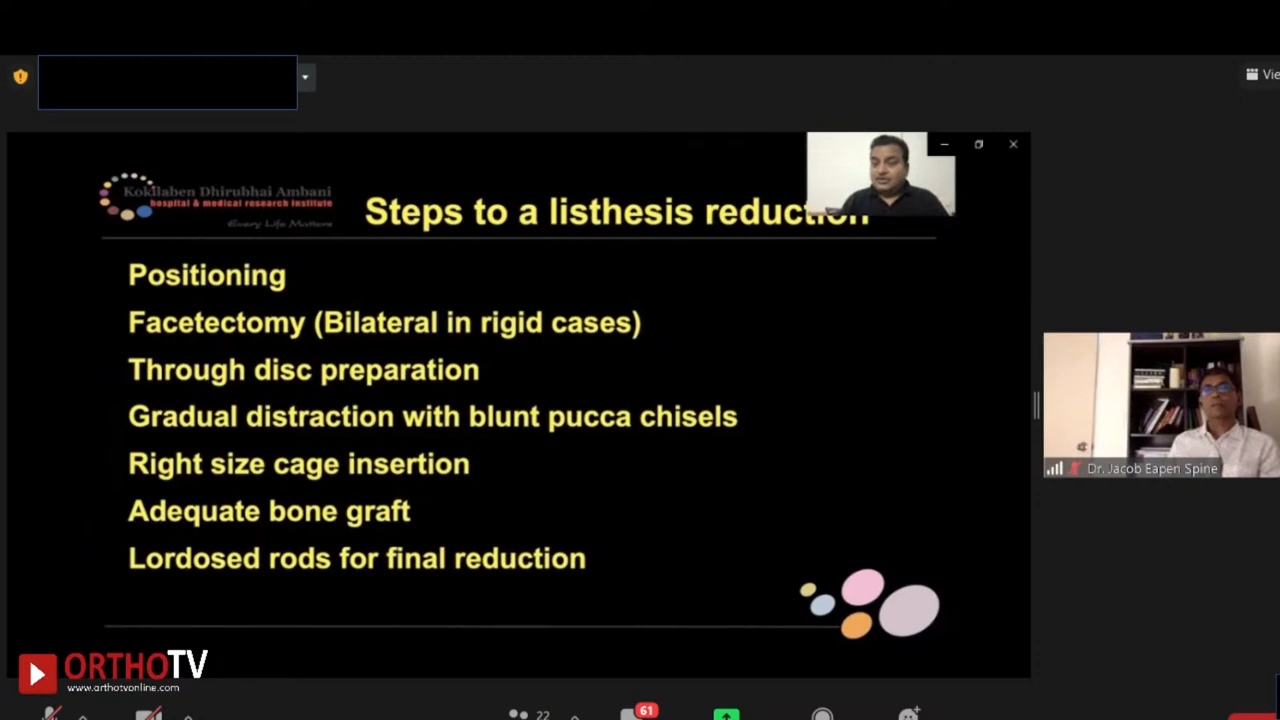 Vie
Kokilaben Dhirubhai Ambani
hospital & medical research institute
Every Life Matters
Steps to a listhesis reduction
Positioning
Facetectomy (Bilateral in rigid cases)
Through disc preparation
Gradual distraction with blunt pucca chisels
Right size cage insertion
Adequate bone graft
Lordosed rods for final reduction
Dr. Jacob Eapen Spine
ORTHOTV
www.orthotvonline.com
22
61